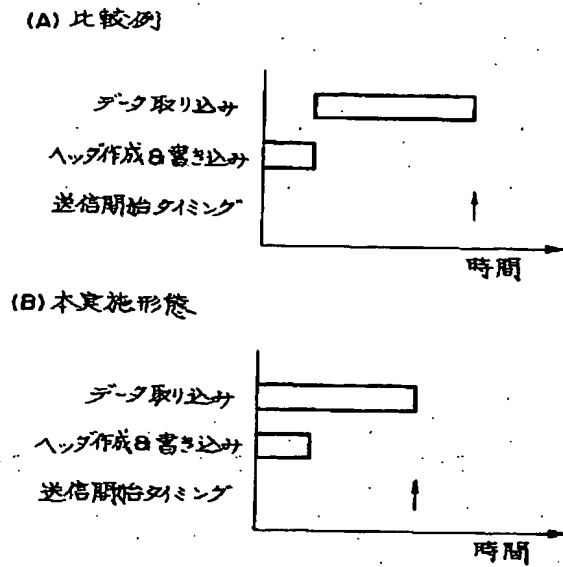 (A) 比較例
データ取り込み
ヘッダ作成&書き込み
送信開始タイミング
時間
(B) 本実施形態
データ取り込み
ヘッダ作成&書き込み
送信開始タイミング
時間